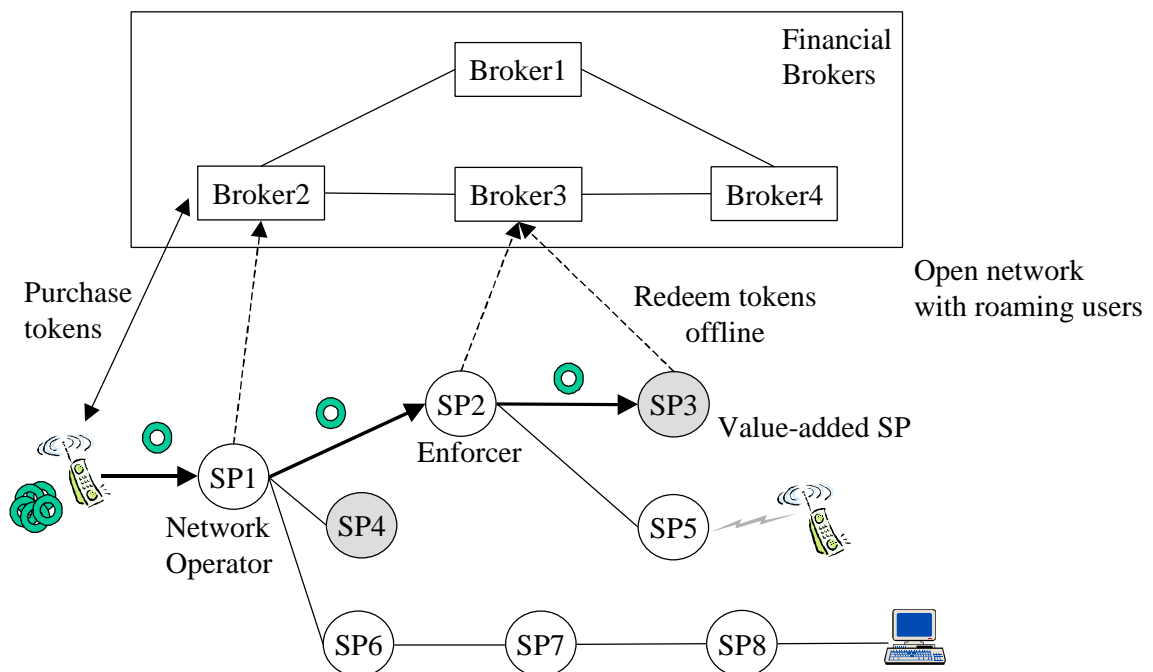 Financial
Brokers
Broker1
Broker2
Broker3
Broker4
Open network
with roaming users
Purchase
tokens
Redeem tokens
offline
SP2
SP3
Value-added SP
Enforcer
SP1
Network
Operator
SP4
SP5
SP6
SP7
SP8